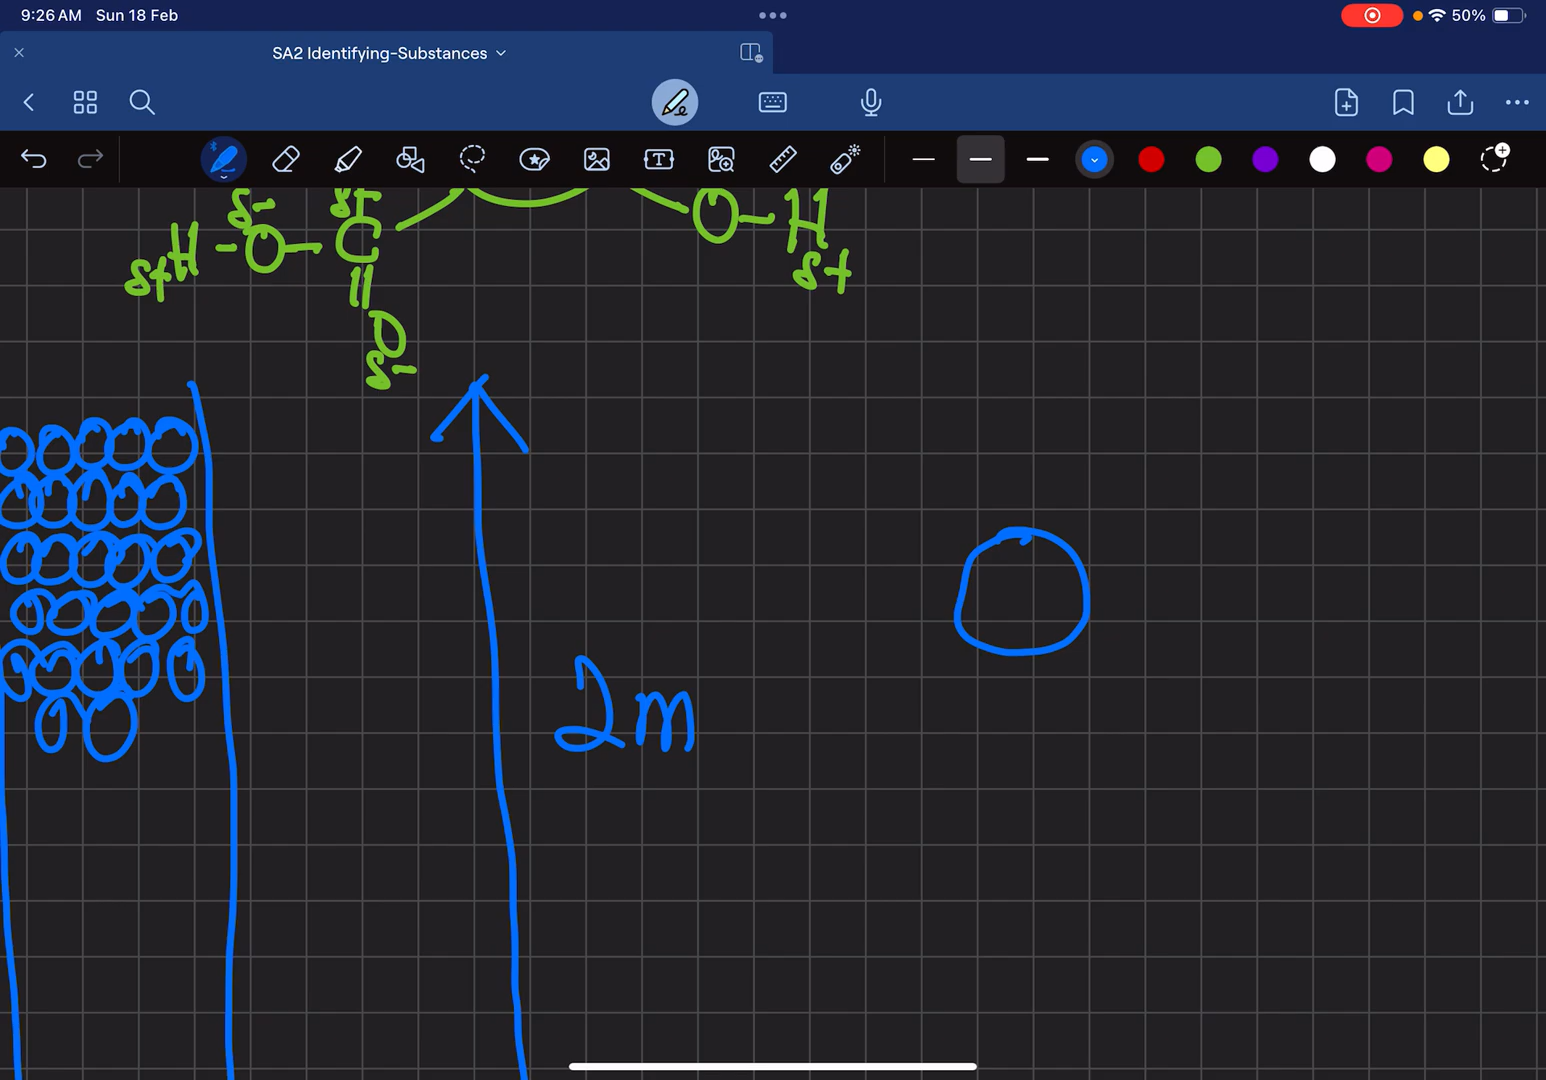 9:26 AM Sun 18 Feb
50%
SA2 Identifying-Substances
T
δ- δ+
δ+ H - O - C
O - H
δ+
O
δ-
2m